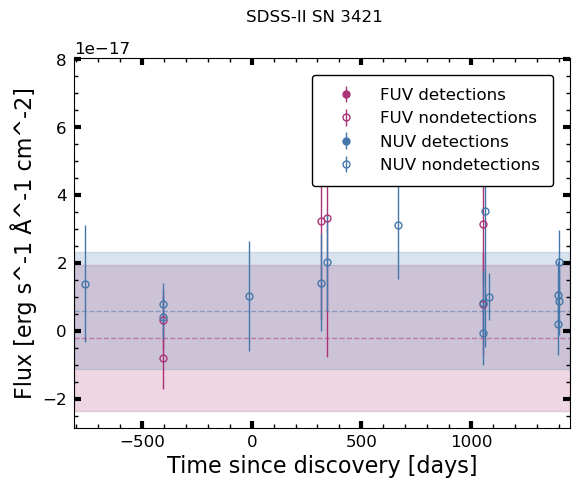 SDSS-II SN 3421
1e−17
FUV detections
FUV nondetections
NUV detections
NUV nondetections
8
6
4
2
0
−2
Flux [erg s^-1 Å^-1 cm^-2]
−500
0
500
1000
Time since discovery [days]